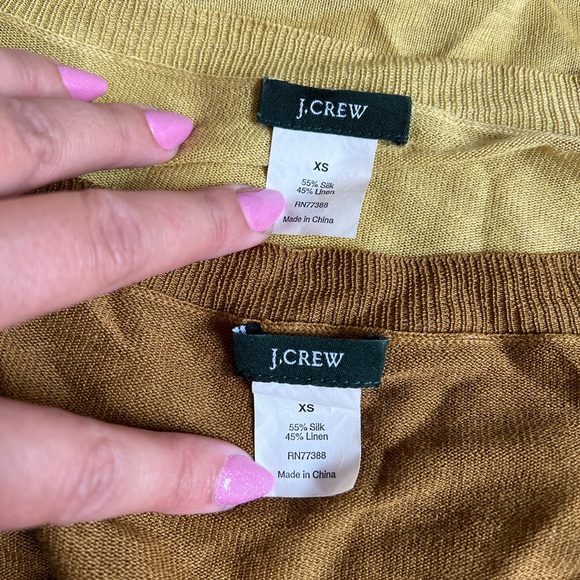 J.CREW
XS
55% Silk
45% Linen
RN77388
Made in China
J.CREW
XS
55% Silk
45% Linen
RN77388
Made in China